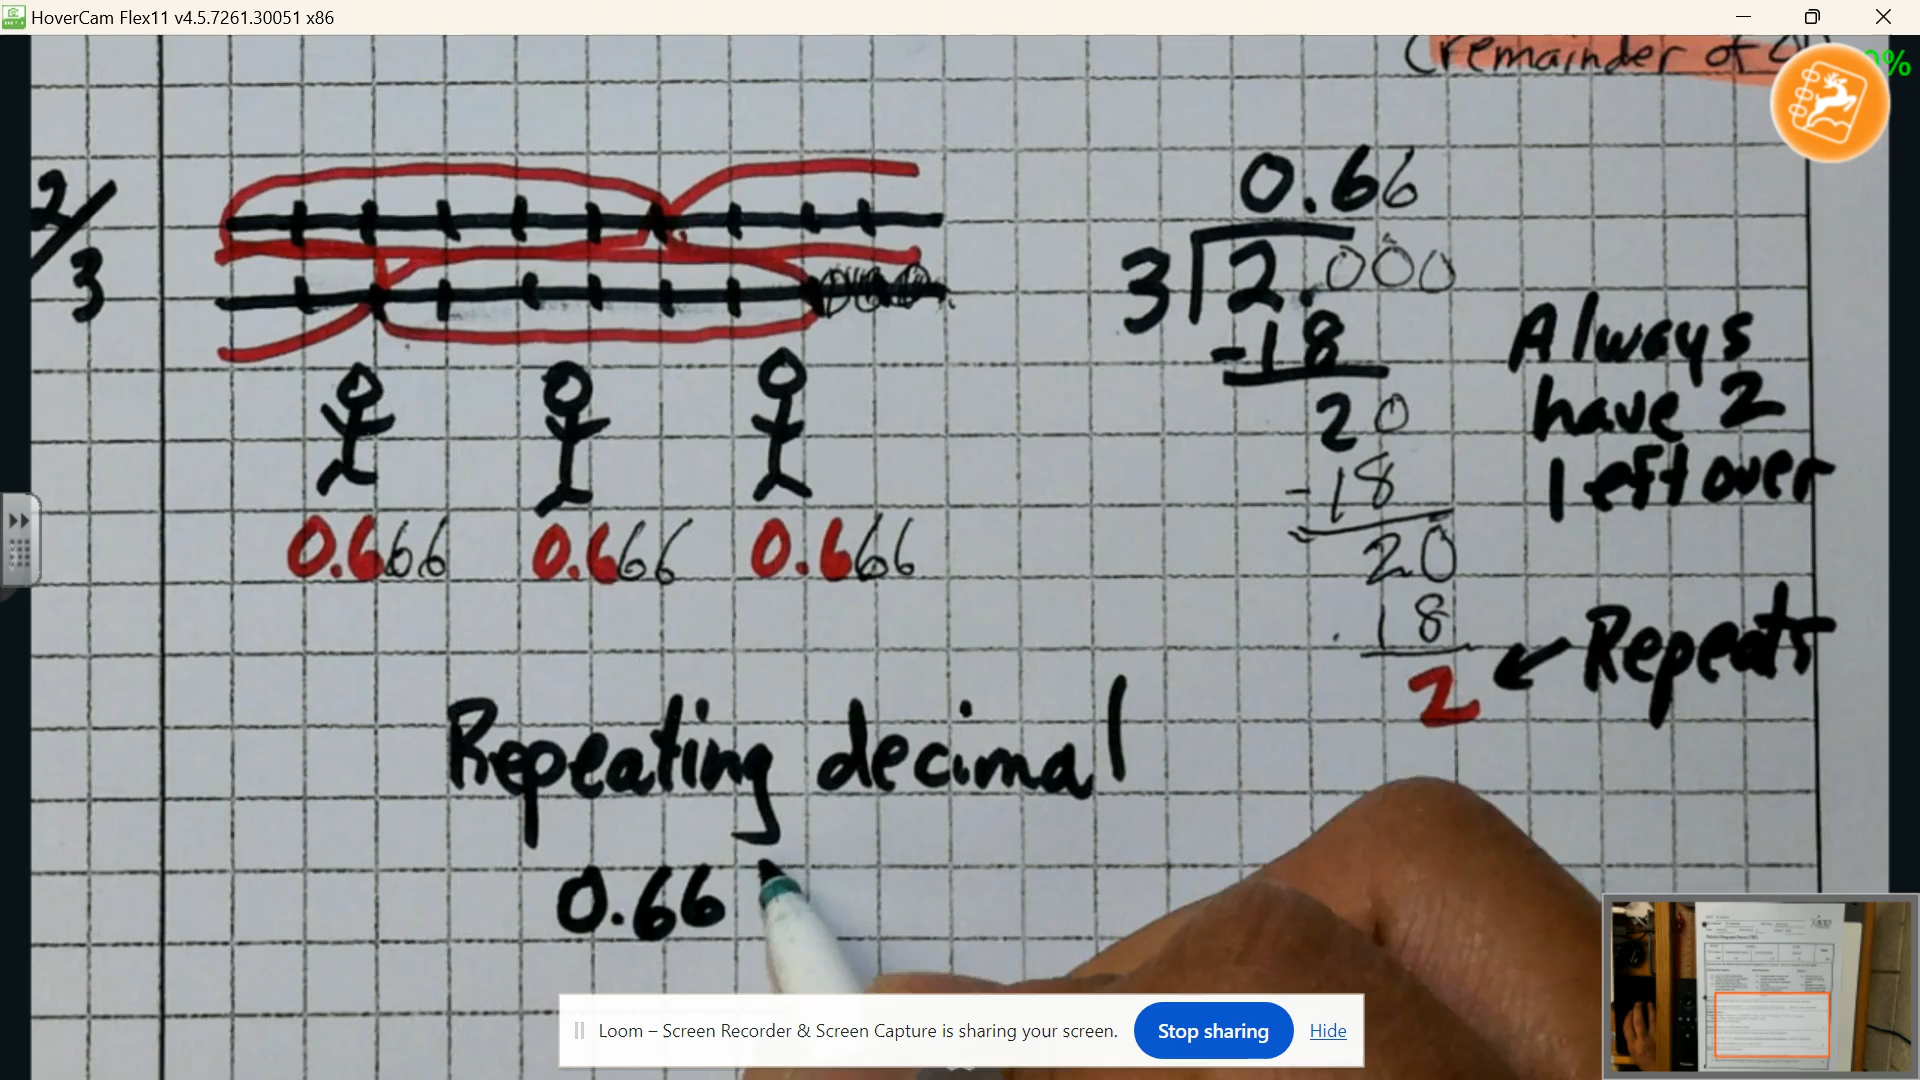 HoverCam Flex11 v4.5.7261.30051 x86
(remainder of
%
2/3
0.66
3 2.000
-18
20
-18
20
18
2
Always
have 2
left over
← Repeats
0.666 0.666 0.666
Repeating decimal
0.66
Loom – Screen Recorder & Screen Capture is sharing your screen. Stop sharing Hide